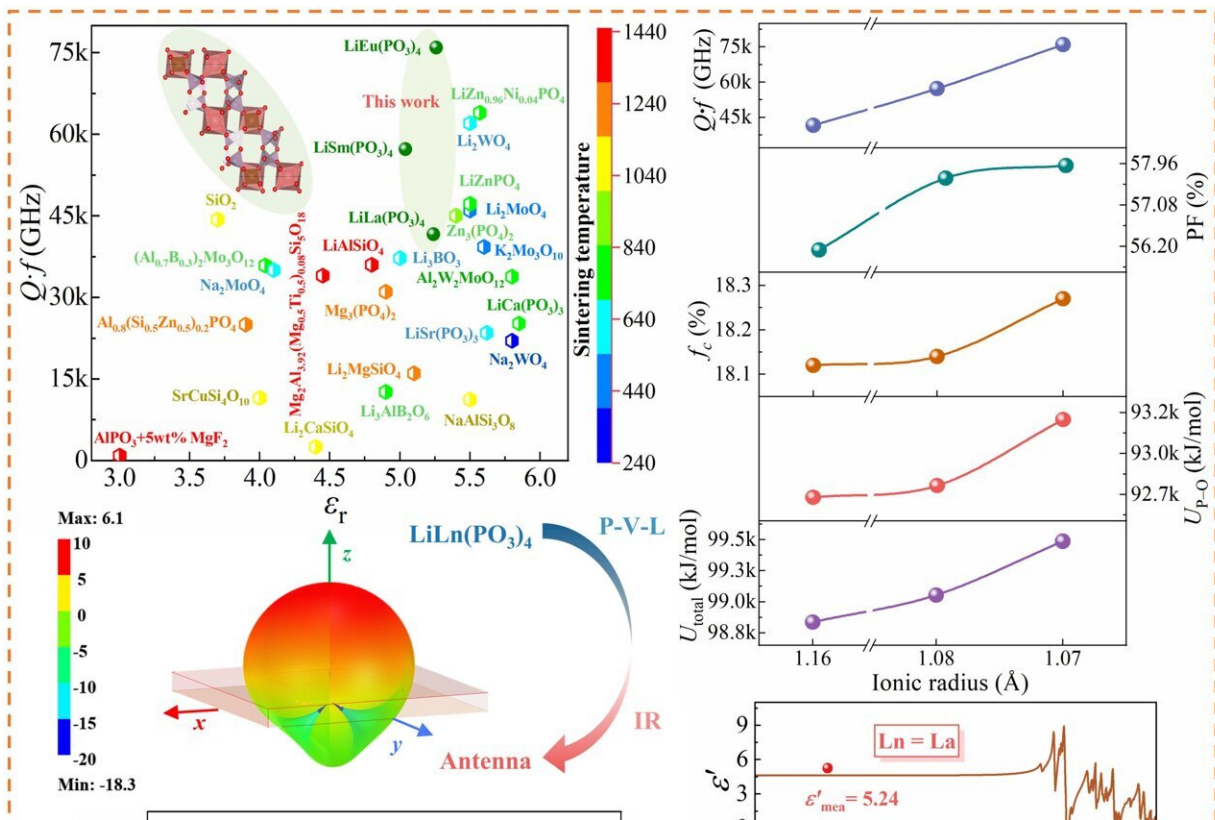 75k
60k
45k
30k
15k
0
Q·f (GHz)
LiEu(PO₃)₄
This work
LiZn₀.₉₆Ni₀.₀₄PO₄
Li₂WO₄
LiSm(PO₃)₄
SiO₂
LiZnPO₄
LiLa(PO₃)₄
Li₂MoO₄
Zn₃(PO₄)₂
(Al₀.₇B₀.₃)₂Mo₃O₁₂
LiAlSiO₄
Li₃BO₃
K₂Mo₃O₁₀
Na₂MoO₄
Mg₂Al₃.₉₂(Mg₀.₅Ti₀.₅)₀.₀₈Si₅O₁₈
Al₂W₂MoO₁₂
Mg₃(PO₄)₂
LiCa(PO₃)₃
Al₀.₈(Si₀.₅Zn₀.₅)₀.₂PO₄
LiSr(PO₃)₃
Na₂WO₄
Li₂MgSiO₄
SrCuSi₄O₁₀
Li₃AlB₂O₆
NaAlSi₃O₈
AlPO₃+5wt% MgF₂
Li₂CaSiO₄
3.0 3.5 4.0 4.5 5.0 5.5 6.0
εr
Sintering temperature
1440
1240
1040
840
640
440
240
Max: 6.1
10
5
0
-5
-10
-15
-20
Min: -18.3
z
x
y
LiLn(PO₃)₄
P-V-L
IR
Antenna
Q·f (GHz)
75k
60k
45k
57.96
57.08
56.20
PF (%)
fc (%)
18.3
18.2
18.1
93.2k
93.0k
92.7k
U P–O (kJ/mol)
Utotal (kJ/mol)
99.5k
99.3k
99.0k
98.8k
1.16 1.08 1.07
Ionic radius (Å)
9
6
3
ε′
Ln = La
ε′mea= 5.24